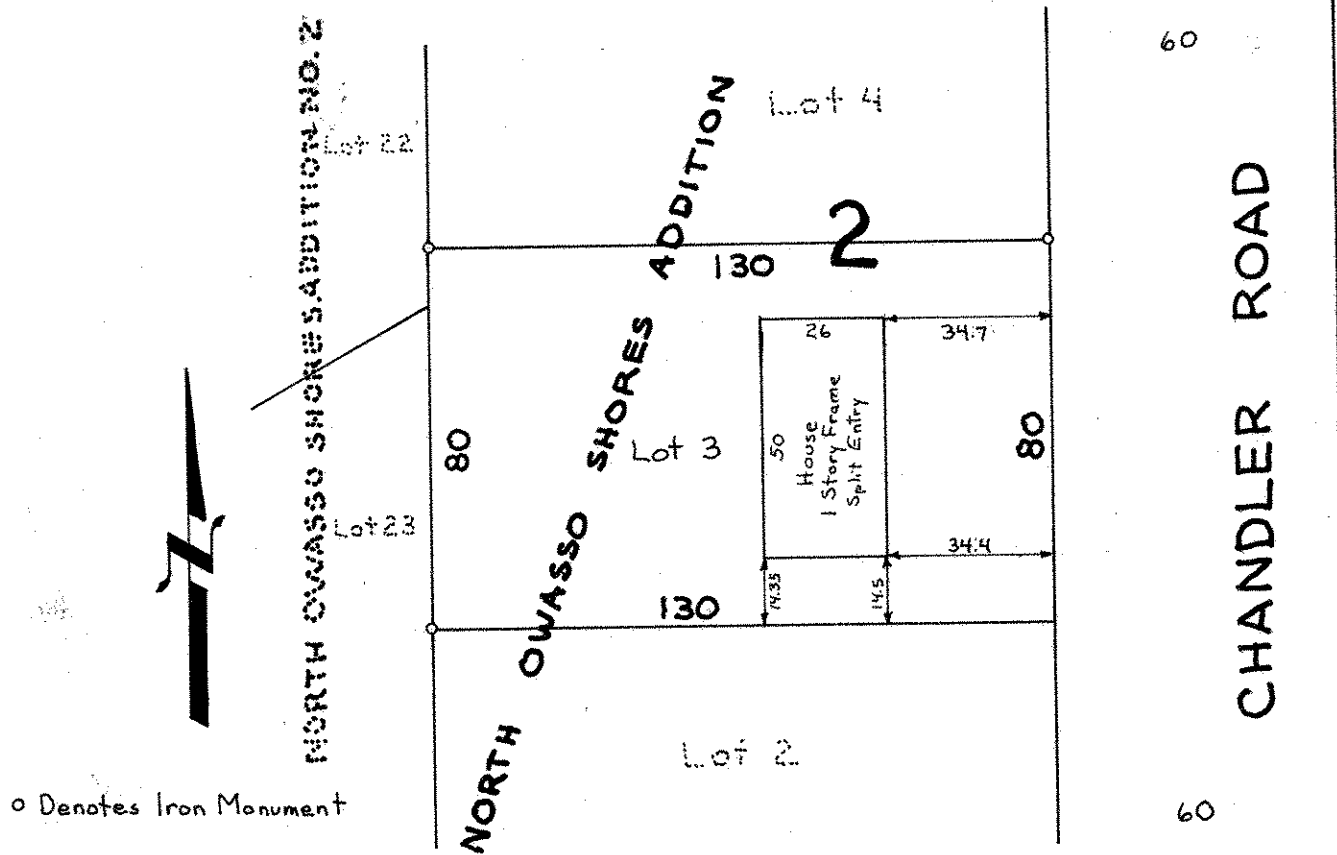 60
Lot 4
Lot 22
NORTH OWASSO SHORES ADDITION NO. 2
NORTH OWASSO SHORES ADDITION
2
130
26
34.7
CHANDLER ROAD
80
Lot 3
50
House
1 Story Frame
Split Entry
80
Lot 23
34.4
14.35
14.5
130
Lot 2
o Denotes Iron Monument
60